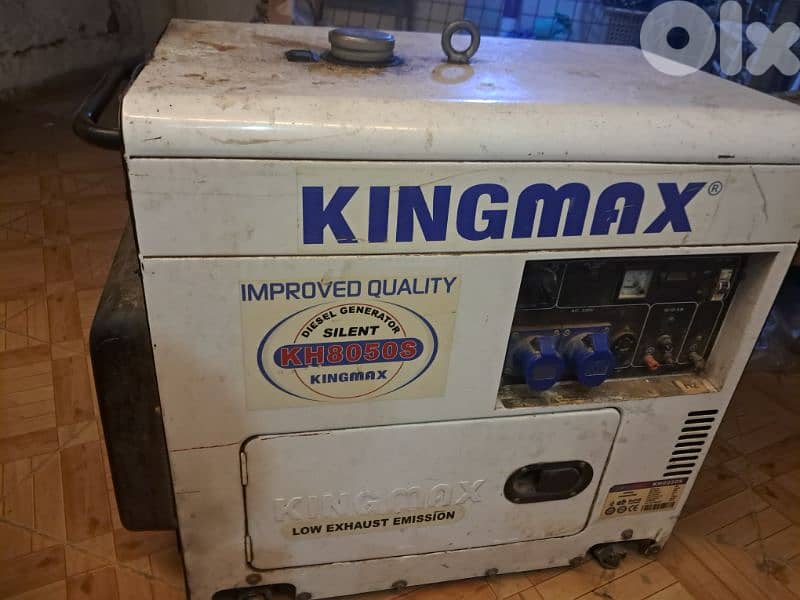 olx
KINGMAX®
IMPROVED QUALITY
DIESEL GENERATOR
SILENT
KH8050S
KINGMAX
KINGMAX
LOW EXHAUST EMISSION